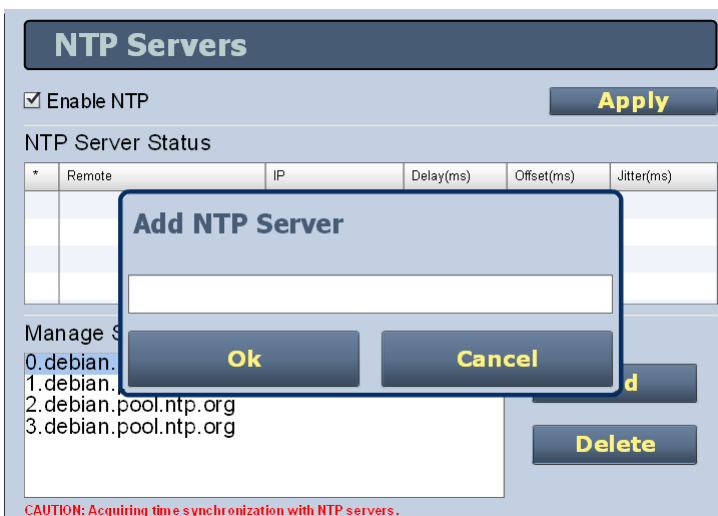 NTP Servers
Enable NTP
Apply
NTP Server Status
* Remote IP Delay(ms) Offset(ms) Jitter(ms)
Add NTP Server
Ok Cancel
Manage
0.debian.
1.debian.
2.debian.pool.ntp.org
3.debian.pool.ntp.org
Delete
CAUTION: Acquiring time synchronization with NTP servers.